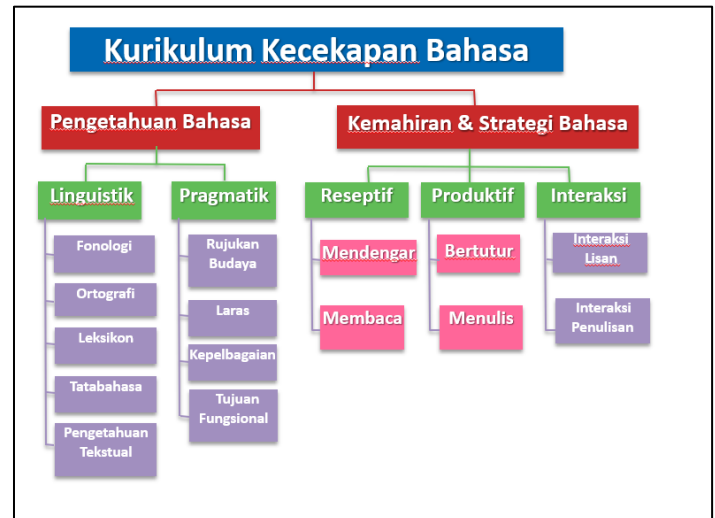 Kurikulum Kecekapan Bahasa
Pengetahuan Bahasa
Kemahiran & Strategi Bahasa
Linguistik
Pragmatik
Reseptif
Produktif
Interaksi
Fonologi
Ortografi
Leksikon
Tatabahasa
Pengetahuan
Tekstual
Rujukan
Budaya
Laras
Kepelbagaian
Tujuan
Fungsional
Mendengar
Membaca
Bertutur
Menulis
Interaksi
Lisan
Interaksi
Penulisan